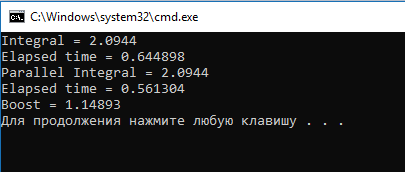 C:\Windows\system32\cmd.exe
Integral = 2.0944
Elapsed time = 0.644898
Parallel Integral = 2.0944
Elapsed time = 0.561304
Boost = 1.14893
Для продолжения нажмите любую клавишу . . .